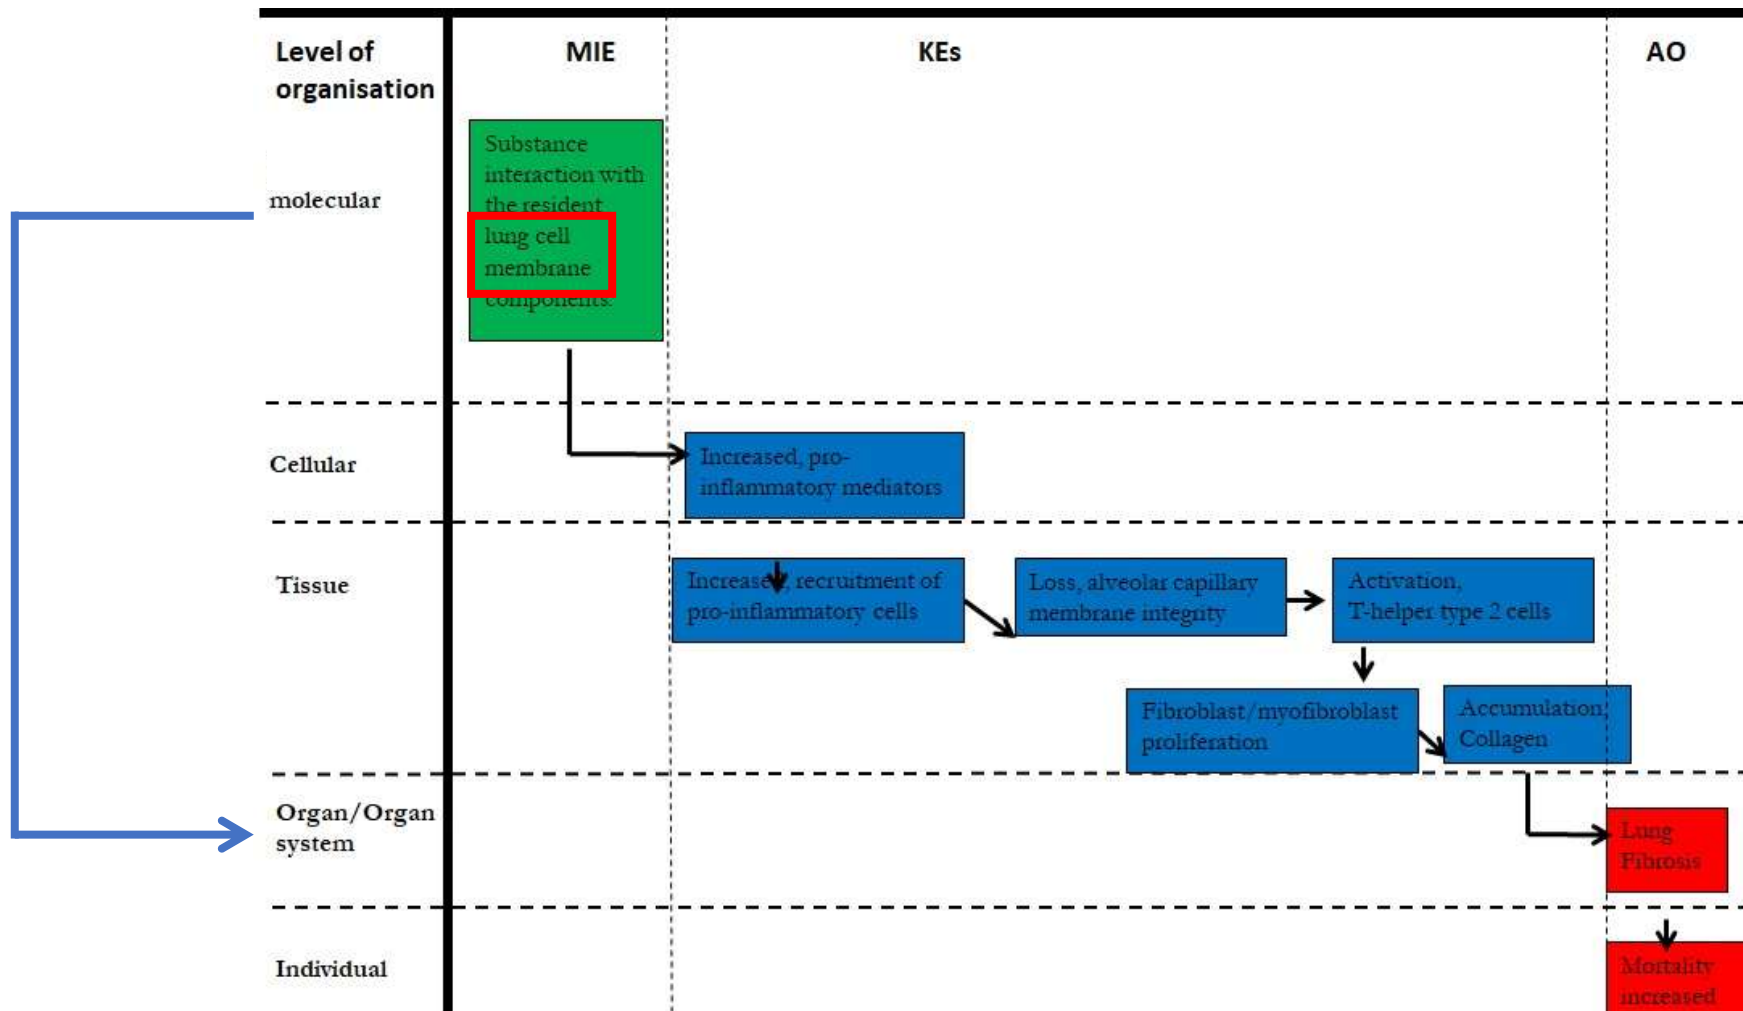 Level of
organisation
MIE
KEs
AO
molecular
Substance
interaction with
the resident
lung cell
membrane
components.
Cellular
Increased, pro-
inflammatory mediators
Tissue
Increased, recruitment of
pro-inflammatory cells
Loss, alveolar capillary
membrane integrity
Activation,
T-helper type 2 cells
Fibroblast/myofibroblast
proliferation
Accumulation,
Collagen
Organ/Organ
system
Lung
Fibrosis
Individual
Mortality
increased